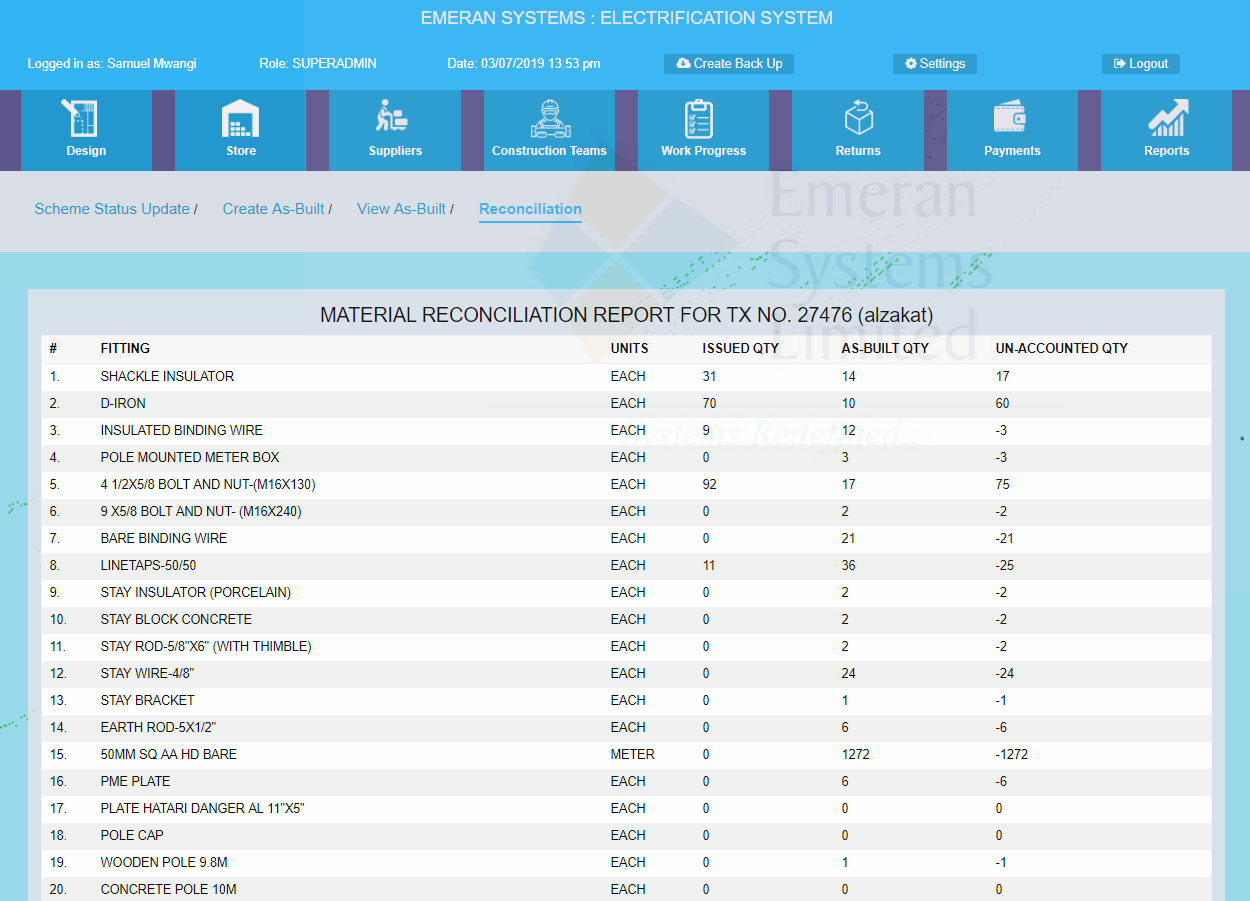 EMERAN SYSTEMS : ELECTRIFICATION SYSTEM
Logged in as: Samuel Mwangi Role: SUPERADMIN Date: 03/07/2019 13:53 pm Create Back Up Settings Logout
Design Store Suppliers Construction Teams Work Progress Returns Payments Reports
Emeran
Scheme Status Update / Create As-Built / View As-Built / Reconciliation
Systems
MATERIAL RECONCILIATION REPORT FOR TX NO. 27476 (alzakat)
Limited
# FITTING UNITS ISSUED QTY AS-BUILT QTY UN-ACCOUNTED QTY
1. SHACKLE INSULATOR EACH 31 14 17
2. D-IRON EACH 70 10 60
3. INSULATED BINDING WIRE EACH 9 12 -3
Systems Redefined..
4. POLE MOUNTED METER BOX EACH 0 3 -3
5. 4 1/2X5/8 BOLT AND NUT-(M16X130) EACH 92 17 75
6. 9 X5/8 BOLT AND NUT- (M16X240) EACH 0 2 -2
7. BARE BINDING WIRE EACH 0 21 -21
8. LINETAPS-50/50 EACH 11 36 -25
9. STAY INSULATOR (PORCELAIN) EACH 0 2 -2
10. STAY BLOCK CONCRETE EACH 0 2 -2
11. STAY ROD-5/8"X6" (WITH THIMBLE) EACH 0 2 -2
12. STAY WIRE-4/8" EACH 0 24 -24
13. STAY BRACKET EACH 0 1 -1
14. EARTH ROD-5X1/2" EACH 0 6 -6
15. 50MM SQ AA HD BARE METER 0 1272 -1272
16. PME PLATE EACH 0 6 -6
17. PLATE HATARI DANGER AL 11"X5" EACH 0 0 0
18. POLE CAP EACH 0 0 0
19. WOODEN POLE 9.8M EACH 0 1 -1
20. CONCRETE POLE 10M EACH 0 0 0